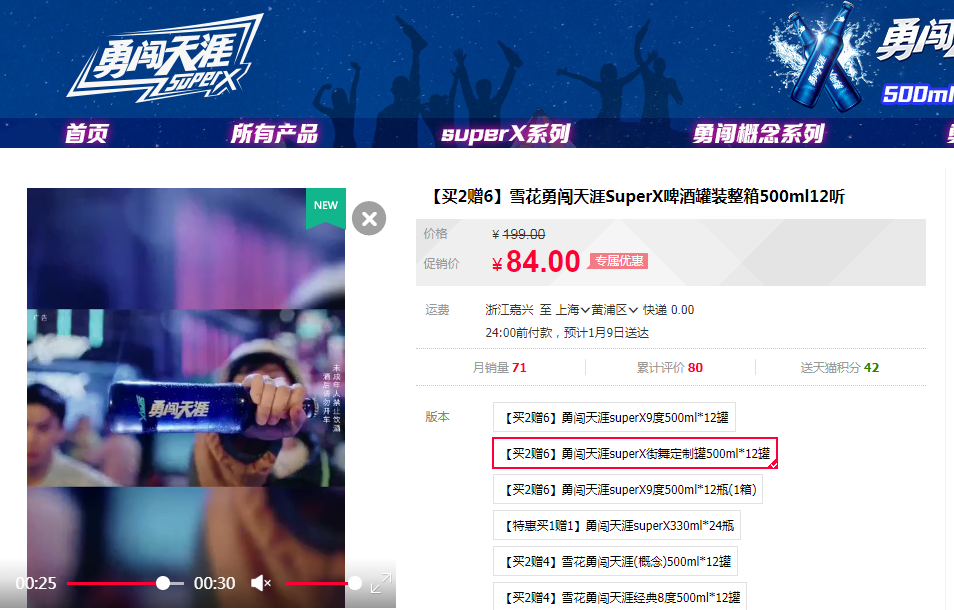 勇闯天涯
SUPERX
勇闯
500ml
首页
所有产品
superX系列
勇闯概念系列
NEW
【买2赠6】雪花勇闯天涯SuperX啤酒罐装整箱500ml12听
价格
¥ 199.00
促销价
¥ 84.00 专属优惠
运费
浙江嘉兴 至 上海 黄浦区 快递 0.00
24:00前付款，预计1月9日送达
月销量 71
累计评价 80
送天猫积分 42
广告
未成年人禁止饮酒
酒后请勿开车
勇闯天涯
版本
【买2赠6】勇闯天涯superX9度500ml*12罐
【买2赠6】勇闯天涯superX街舞定制罐500ml*12罐
【买2赠6】勇闯天涯superX9度500ml*12瓶(1箱)
【特惠买1赠1】勇闯天涯superX330ml*24瓶
【买2赠4】雪花勇闯天涯(概念)500ml*12罐
【买2赠4】雪花勇闯天涯经典8度500ml*12罐
00:25
00:30